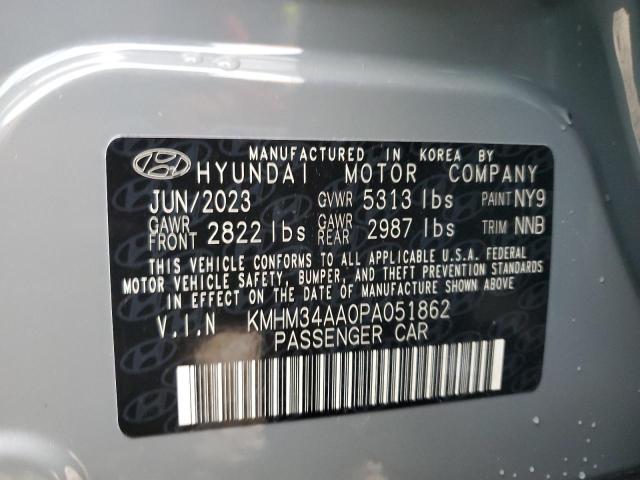 MANUFACTURED IN KOREA BY
HYUNDAI MOTOR COMPANY
JUN/2023 GVWR 5313 lbs PAINT NY9
GAWR FRONT 2822 lbs GAWR REAR 2987 lbs TRIM NNB
THIS VEHICLE CONFORMS TO ALL APPLICABLE U.S.A. FEDERAL
MOTOR VEHICLE SAFETY, BUMPER, AND THEFT PREVENTION STANDARDS
IN EFFECT ON THE DATE OF MANUFACTURE SHOWN ABOVE
V.I.N KMHM34AA0PA051862
PASSENGER CAR